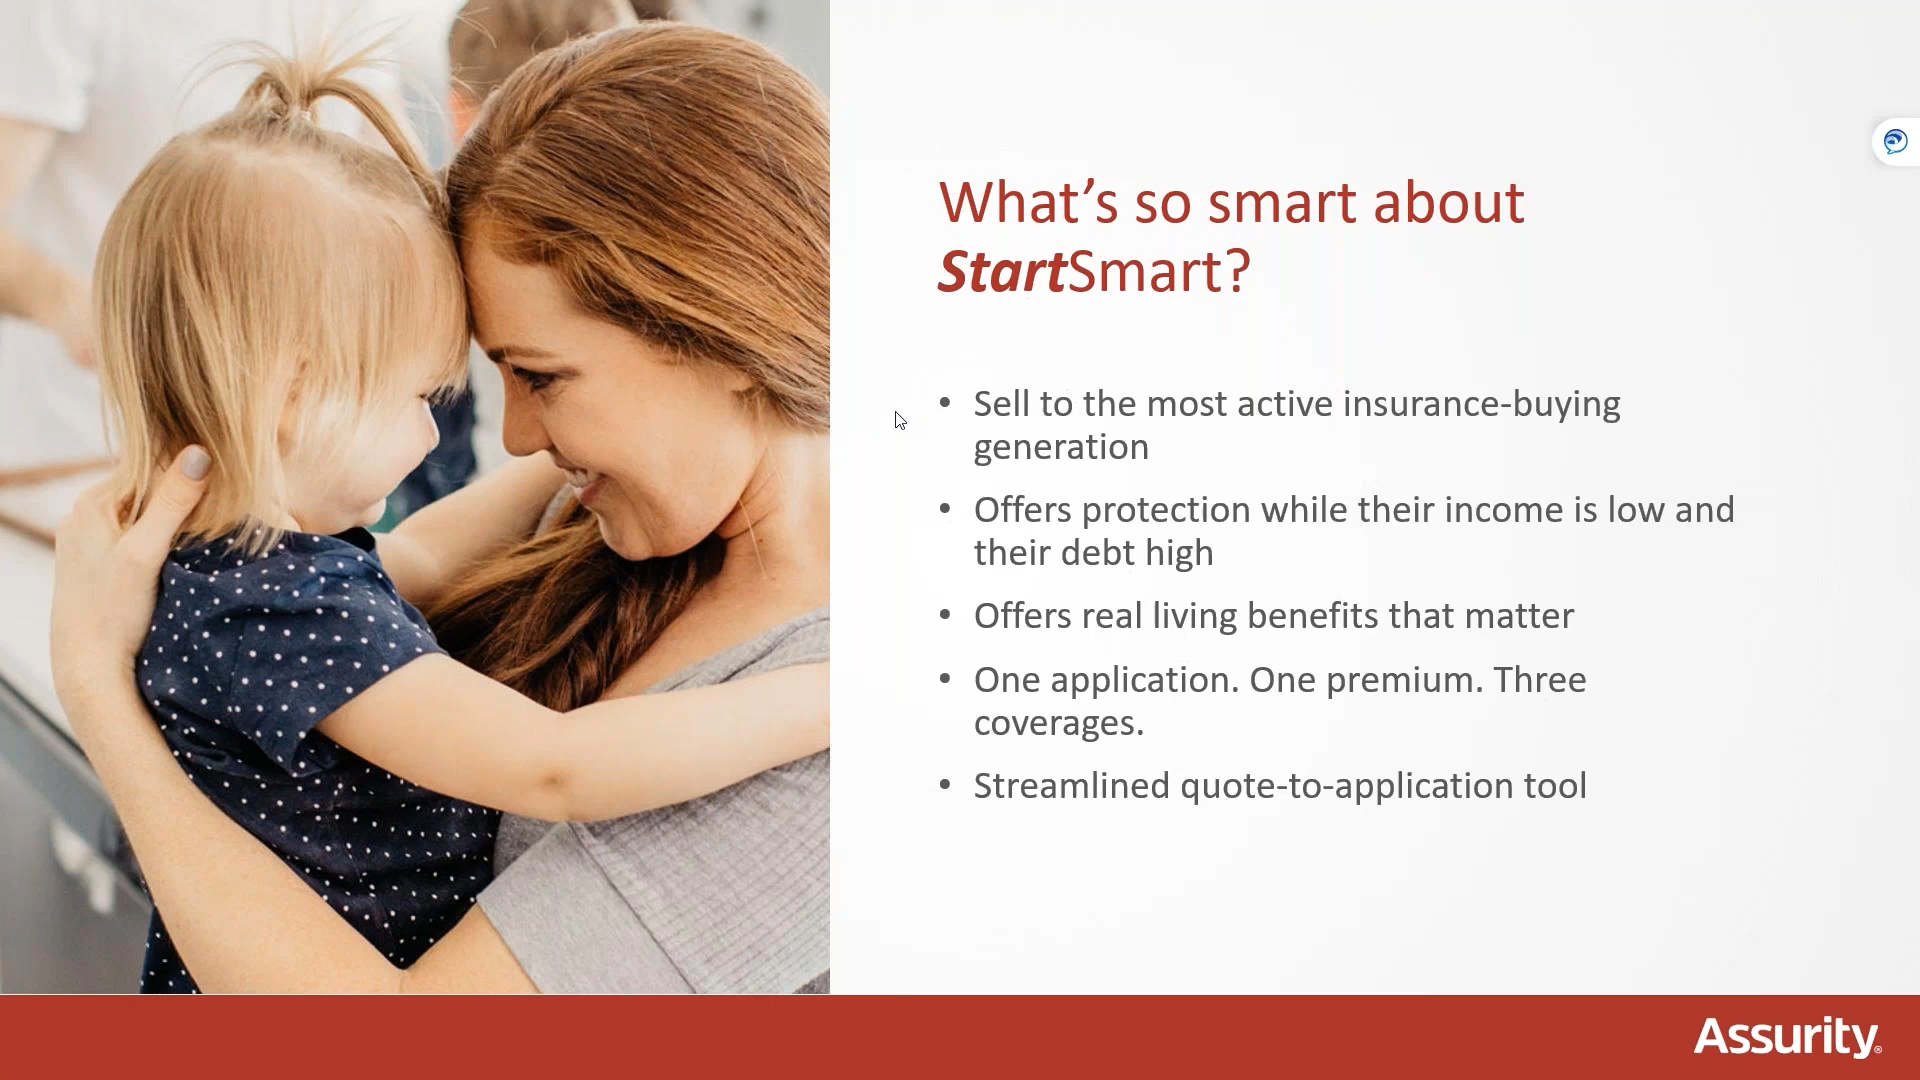 What’s so smart about
StartSmart?
• Sell to the most active insurance-buying
generation
• Offers protection while their income is low and
their debt high
• Offers real living benefits that matter
• One application. One premium. Three
coverages.
• Streamlined quote-to-application tool
Assurity®